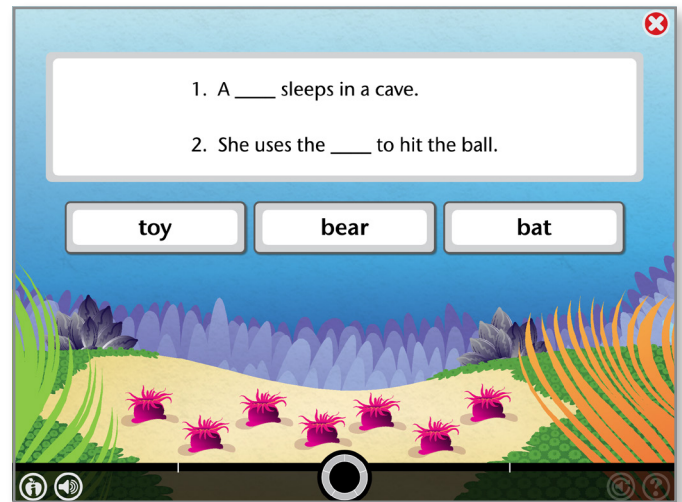 1. A ____ sleeps in a cave.
2. She uses the ____ to hit the ball.
toy bear bat